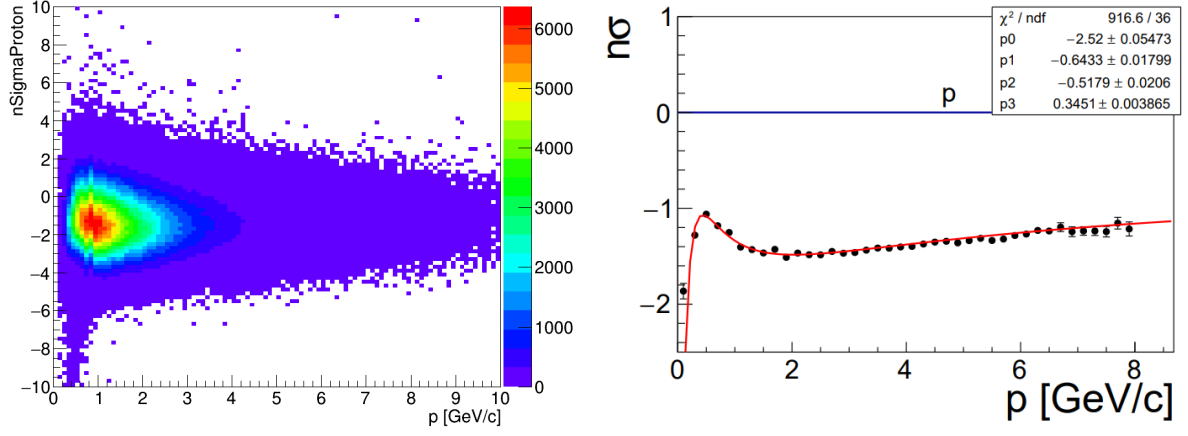 nSigmaProton
10
8
6
4
2
0
−2
−4
−6
−8
−10
0 1 2 3 4 5 6 7 8 9 10
p [GeV/c]
6000
5000
4000
3000
2000
1000
0
nσ
1
0
−1
−2
p
χ² / ndf 916.6 / 36
p0 −2.52 ± 0.05473
p1 −0.6433 ± 0.01799
p2 −0.5179 ± 0.0206
p3 0.3451 ± 0.003865
0 2 4 6 8
p [GeV/c]